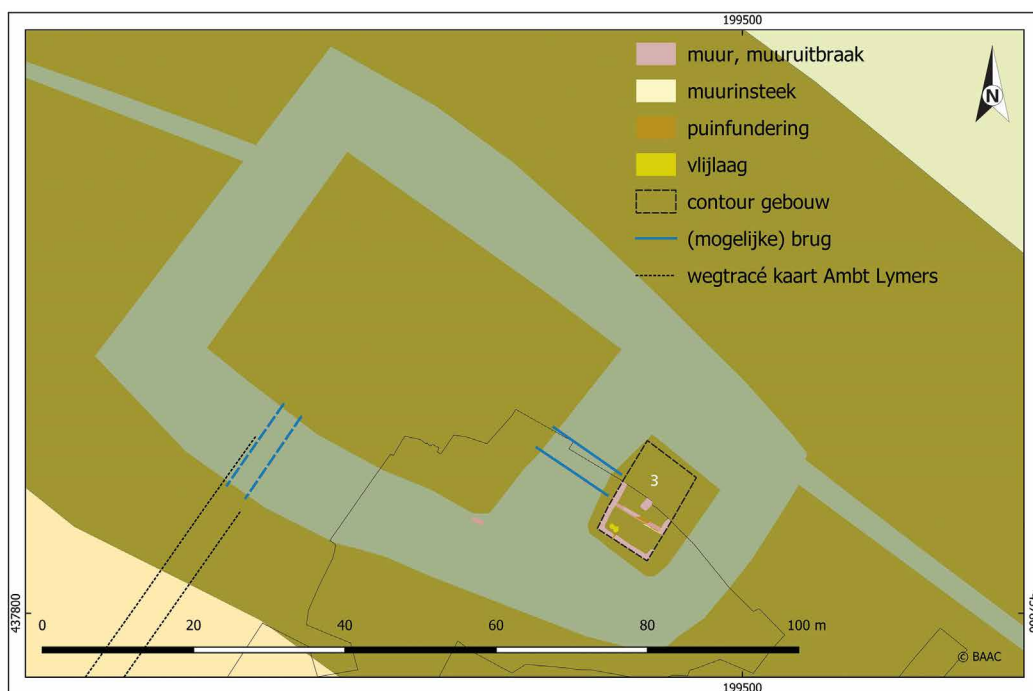 199500
muur, muuruitbraak
muurinsteek
puinfundering
vlijlaag
contour gebouw
(mogelijke) brug
wegtracé kaart Ambt Lymers
N
3
437800
437800
0 20 40 60 80 100 m
© BAAC
199500